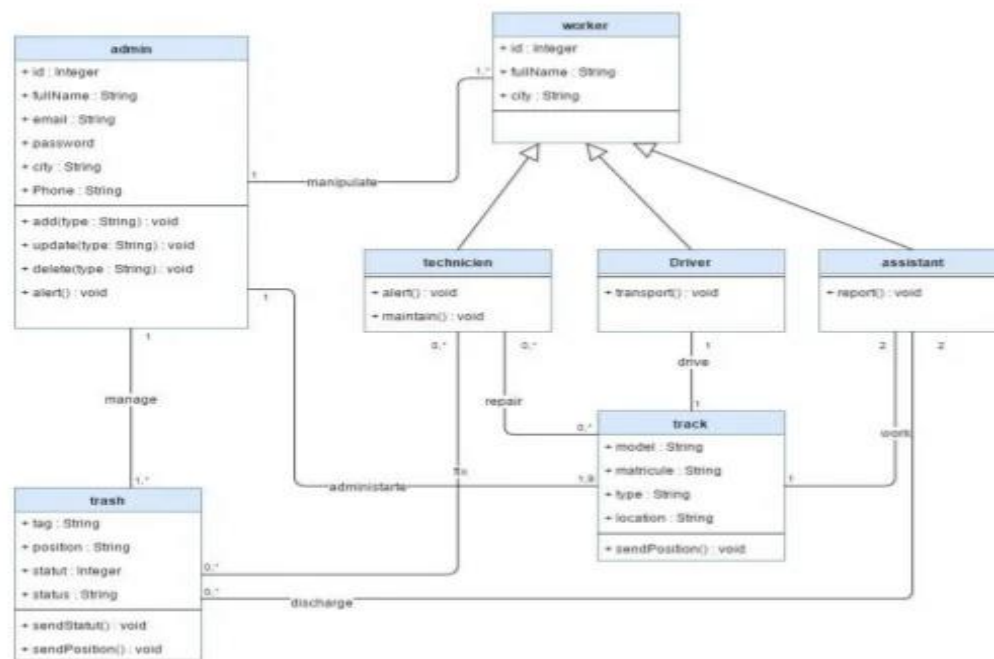 admin
+ id : Integer
+ fullName : String
+ email : String
+ password
+ city : String
+ Phone : String
+ add(type : String) : void
+ update(type: String) : void
+ delete(type : String) : void
+ alert() : void
worker
+ id : Integer
+ fullName : String
+ city : String
1
manipulate
1,*
technicien
+ alert() : void
+ maintain() : void
Driver
+ transport() : void
assistant
+ report() : void
1
manage
1,*
1
administarte
0,*
0,*
repair
0,*
fix
1
drive
1
2
2
work
1
track
+ model : String
+ matricule : String
+ type : String
+ location : String
+ sendPosition() : void
trash
+ tag : String
+ position : String
+ statut : Integer
+ status : String
+ sendStatut() : void
+ sendPosition() : void
0,*
0,*
discharge